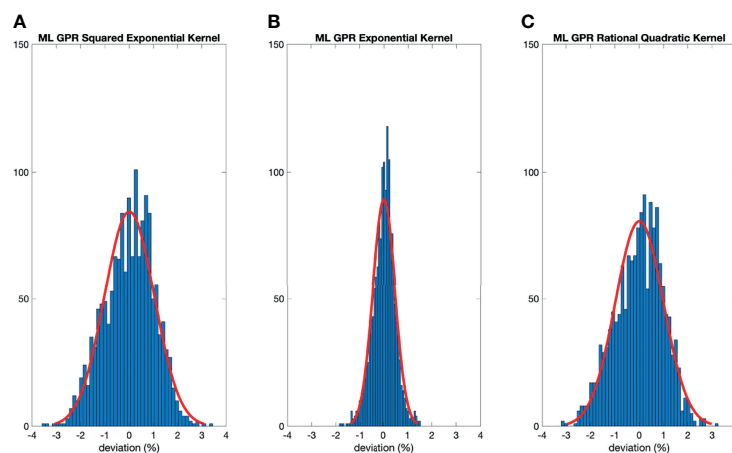 A
ML GPR Squared Exponential Kernel
150
100
50
0
-4 -3 -2 -1 0 1 2 3 4
deviation (%)
B
ML GPR Exponential Kernel
150
100
50
0
-4 -3 -2 -1 0 1 2 3 4
deviation (%)
C
ML GPR Rational Quadratic Kernel
150
100
50
0
-4 -3 -2 -1 0 1 2 3 4
deviation (%)